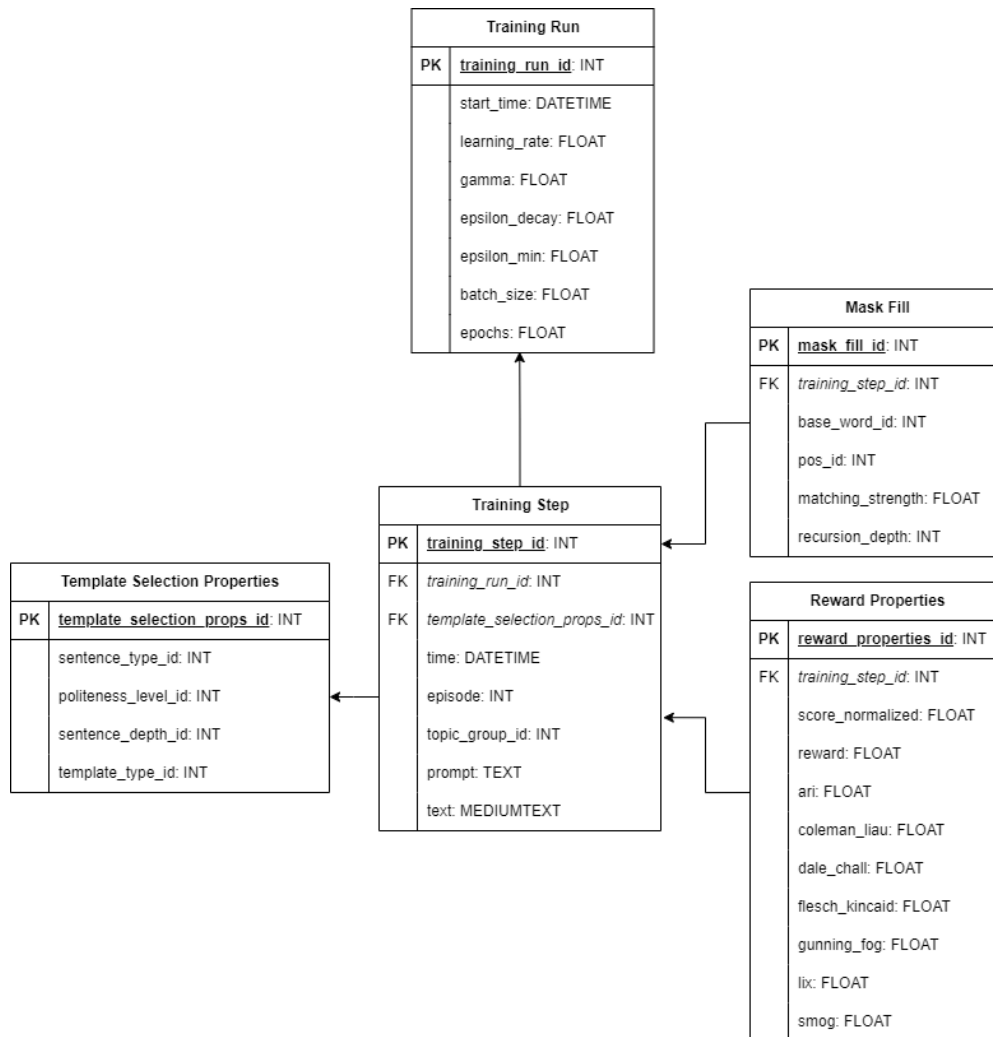 Training Run
PK training_run_id: INT
start_time: DATETIME
learning_rate: FLOAT
gamma: FLOAT
epsilon_decay: FLOAT
epsilon_min: FLOAT
batch_size: FLOAT
epochs: FLOAT
Mask Fill
PK mask_fill_id: INT
FK training_step_id: INT
base_word_id: INT
pos_id: INT
matching_strength: FLOAT
recursion_depth: INT
Training Step
PK training_step_id: INT
FK training_run_id: INT
FK template_selection_props_id: INT
time: DATETIME
episode: INT
topic_group_id: INT
prompt: TEXT
text: MEDIUMTEXT
Template Selection Properties
PK template_selection_props_id: INT
sentence_type_id: INT
politeness_level_id: INT
sentence_depth_id: INT
template_type_id: INT
Reward Properties
PK reward_properties_id: INT
FK training_step_id: INT
score_normalized: FLOAT
reward: FLOAT
ari: FLOAT
coleman_liau: FLOAT
dale_chall: FLOAT
flesch_kincaid: FLOAT
gunning_fog: FLOAT
lix: FLOAT
smog: FLOAT